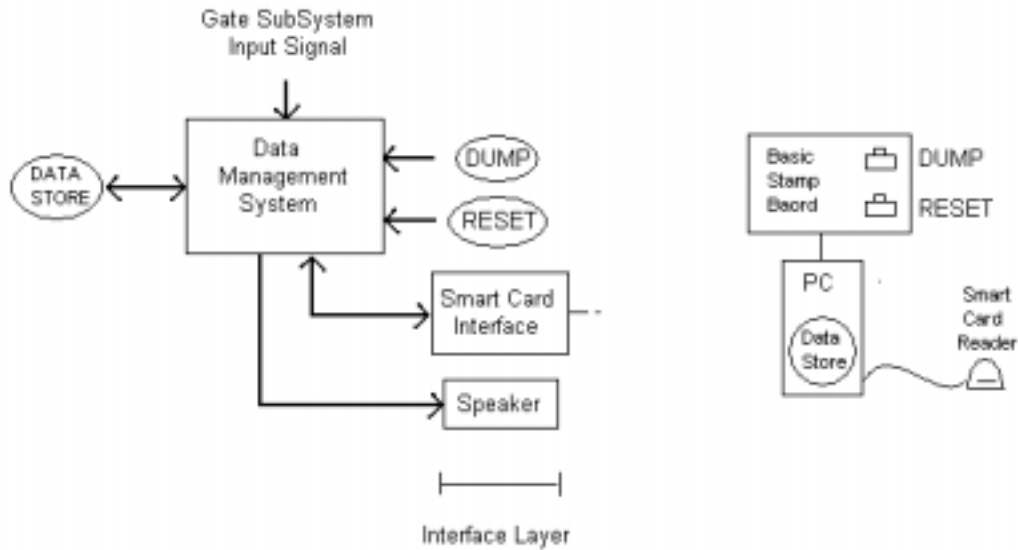 Gate SubSystem
Input Signal
Data
Management
System
DATA
STORE
DUMP
RESET
Smart Card
Interface
Speaker
Interface Layer
Basic
Stamp
Baord
DUMP
RESET
PC
Data
Store
Smart
Card
Reader